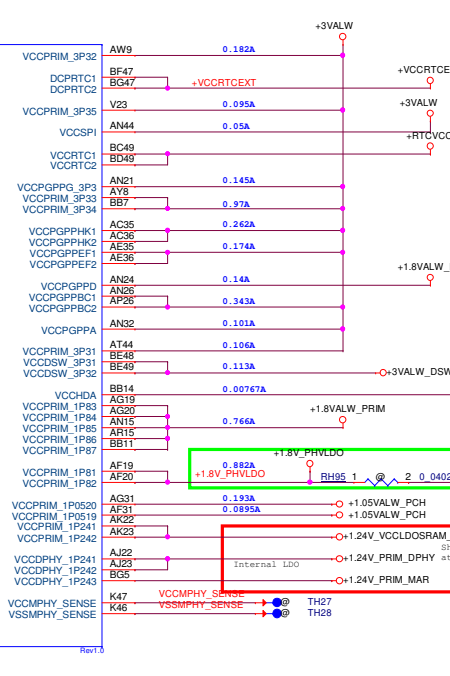 +3VALW
VCCPRIM_3P32 AW9 0.182A
+VCCRTCE
DCPRTC1 BF47
DCPRTC2 BG47 +VCCRTCEXT
+3VALW
VCCPRIM_3P35 V23 0.095A
VCCSPI AN44 0.05A
+RTCVCC
VCCRTC1 BC49
VCCRTC2 BD49
VCCPGPPG_3P3 AN21 0.145A
VCCPRIM_3P33 AY8
VCCPRIM_3P34 BB7 0.97A
VCCPGPPHK1 AC35 0.262A
VCCPGPPHK2 AC36
VCCPGPPEF1 AE35 0.174A
VCCPGPPEF2 AE36
+1.8VALW_
VCCPGPPD AN24 0.14A
VCCPGPPBC1 AN26
VCCPGPPBC2 AP26 0.343A
VCCPGPPA AN32 0.101A
VCCPRIM_3P31 AT44 0.106A
VCCDSW_3P31 BE48
VCCDSW_3P32 BE49 0.113A +3VALW_DSW
VCCHDA BB14 0.00767A
VCCPRIM_1P83 AG19
+1.8VALW_PRIM
VCCPRIM_1P84 AG20
VCCPRIM_1P85 AN15 0.766A
VCCPRIM_1P86 AR15
VCCPRIM_1P87 BB11
+1.8V_PHVLDO
VCCPRIM_1P81 AF19 0.882A
VCCPRIM_1P82 AF20 +1.8V_PHVLDO RH95 1 @ 2 0_0402
VCCPRIM_1P0520 AG31 0.193A +1.05VALW_PCH
VCCPRIM_1P0519 AF31 0.0895A +1.05VALW_PCH
VCCPRIM_1P241 AK22
VCCPRIM_1P242 AK23 +1.24V_VCCLDOSRAM_
Sh
VCCDPHY_1P241 AJ22 +1.24V_PRIM_DPHY at
VCCDPHY_1P242 AJ23 Internal LDO
VCCDPHY_1P243 BG5 +1.24V_PRIM_MAR
VCCMPHY_SENSE K47 VCCMPHY_SENSE @ TH27
VSSMPHY_SENSE K46 VSSMPHY_SENSE @ TH28
Rev1.0